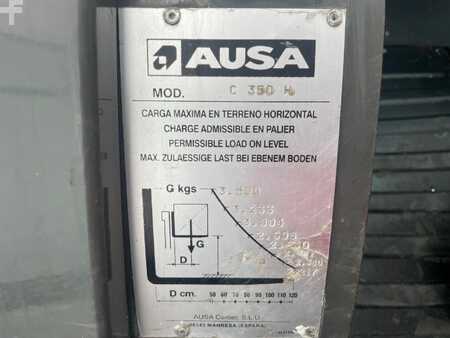 AUSA
MOD. C 350 H
CARGA MAXIMA EN TERRENO HORIZONTAL
CHARGE ADMISSIBLE EN PALIER
PERMISSIBLE LOAD ON LEVEL
MAX. ZULAESSIGE LAST BEI EBENEM BODEN
G kgs
G
D
D cm. 50 60 70 80 90 100 110 120
AUSA Center, S.L.U.
MANRESA (ESPAÑA)